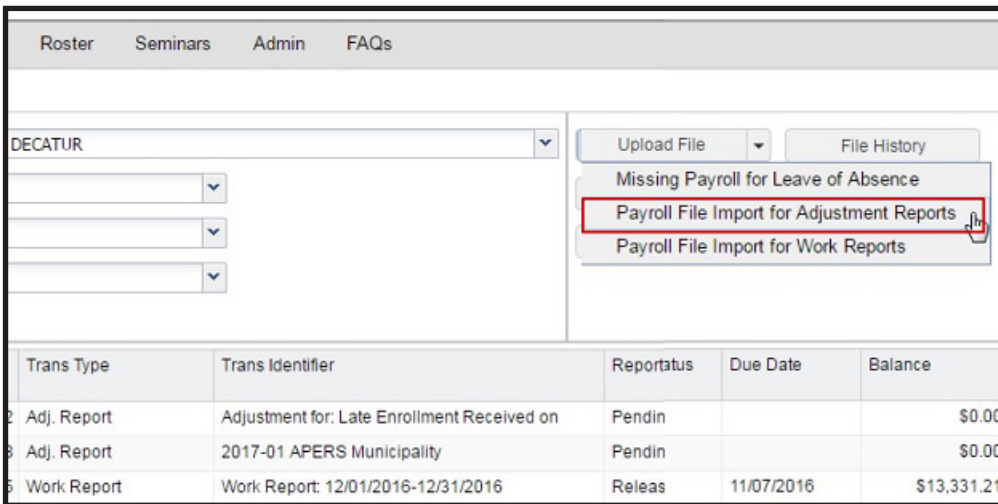 Roster Seminars Admin FAQs
DECATUR
Upload File File History
Missing Payroll for Leave of Absence
Payroll File Import for Adjustment Reports
Payroll File Import for Work Reports
Trans Type Trans Identifier Reportatus Due Date Balance
2 Adj. Report Adjustment for: Late Enrollment Received on Pendin $0.00
3 Adj. Report 2017-01 APERS Municipality Pendin $0.00
5 Work Report Work Report: 12/01/2016-12/31/2016 Releas 11/07/2016 $13,331.21